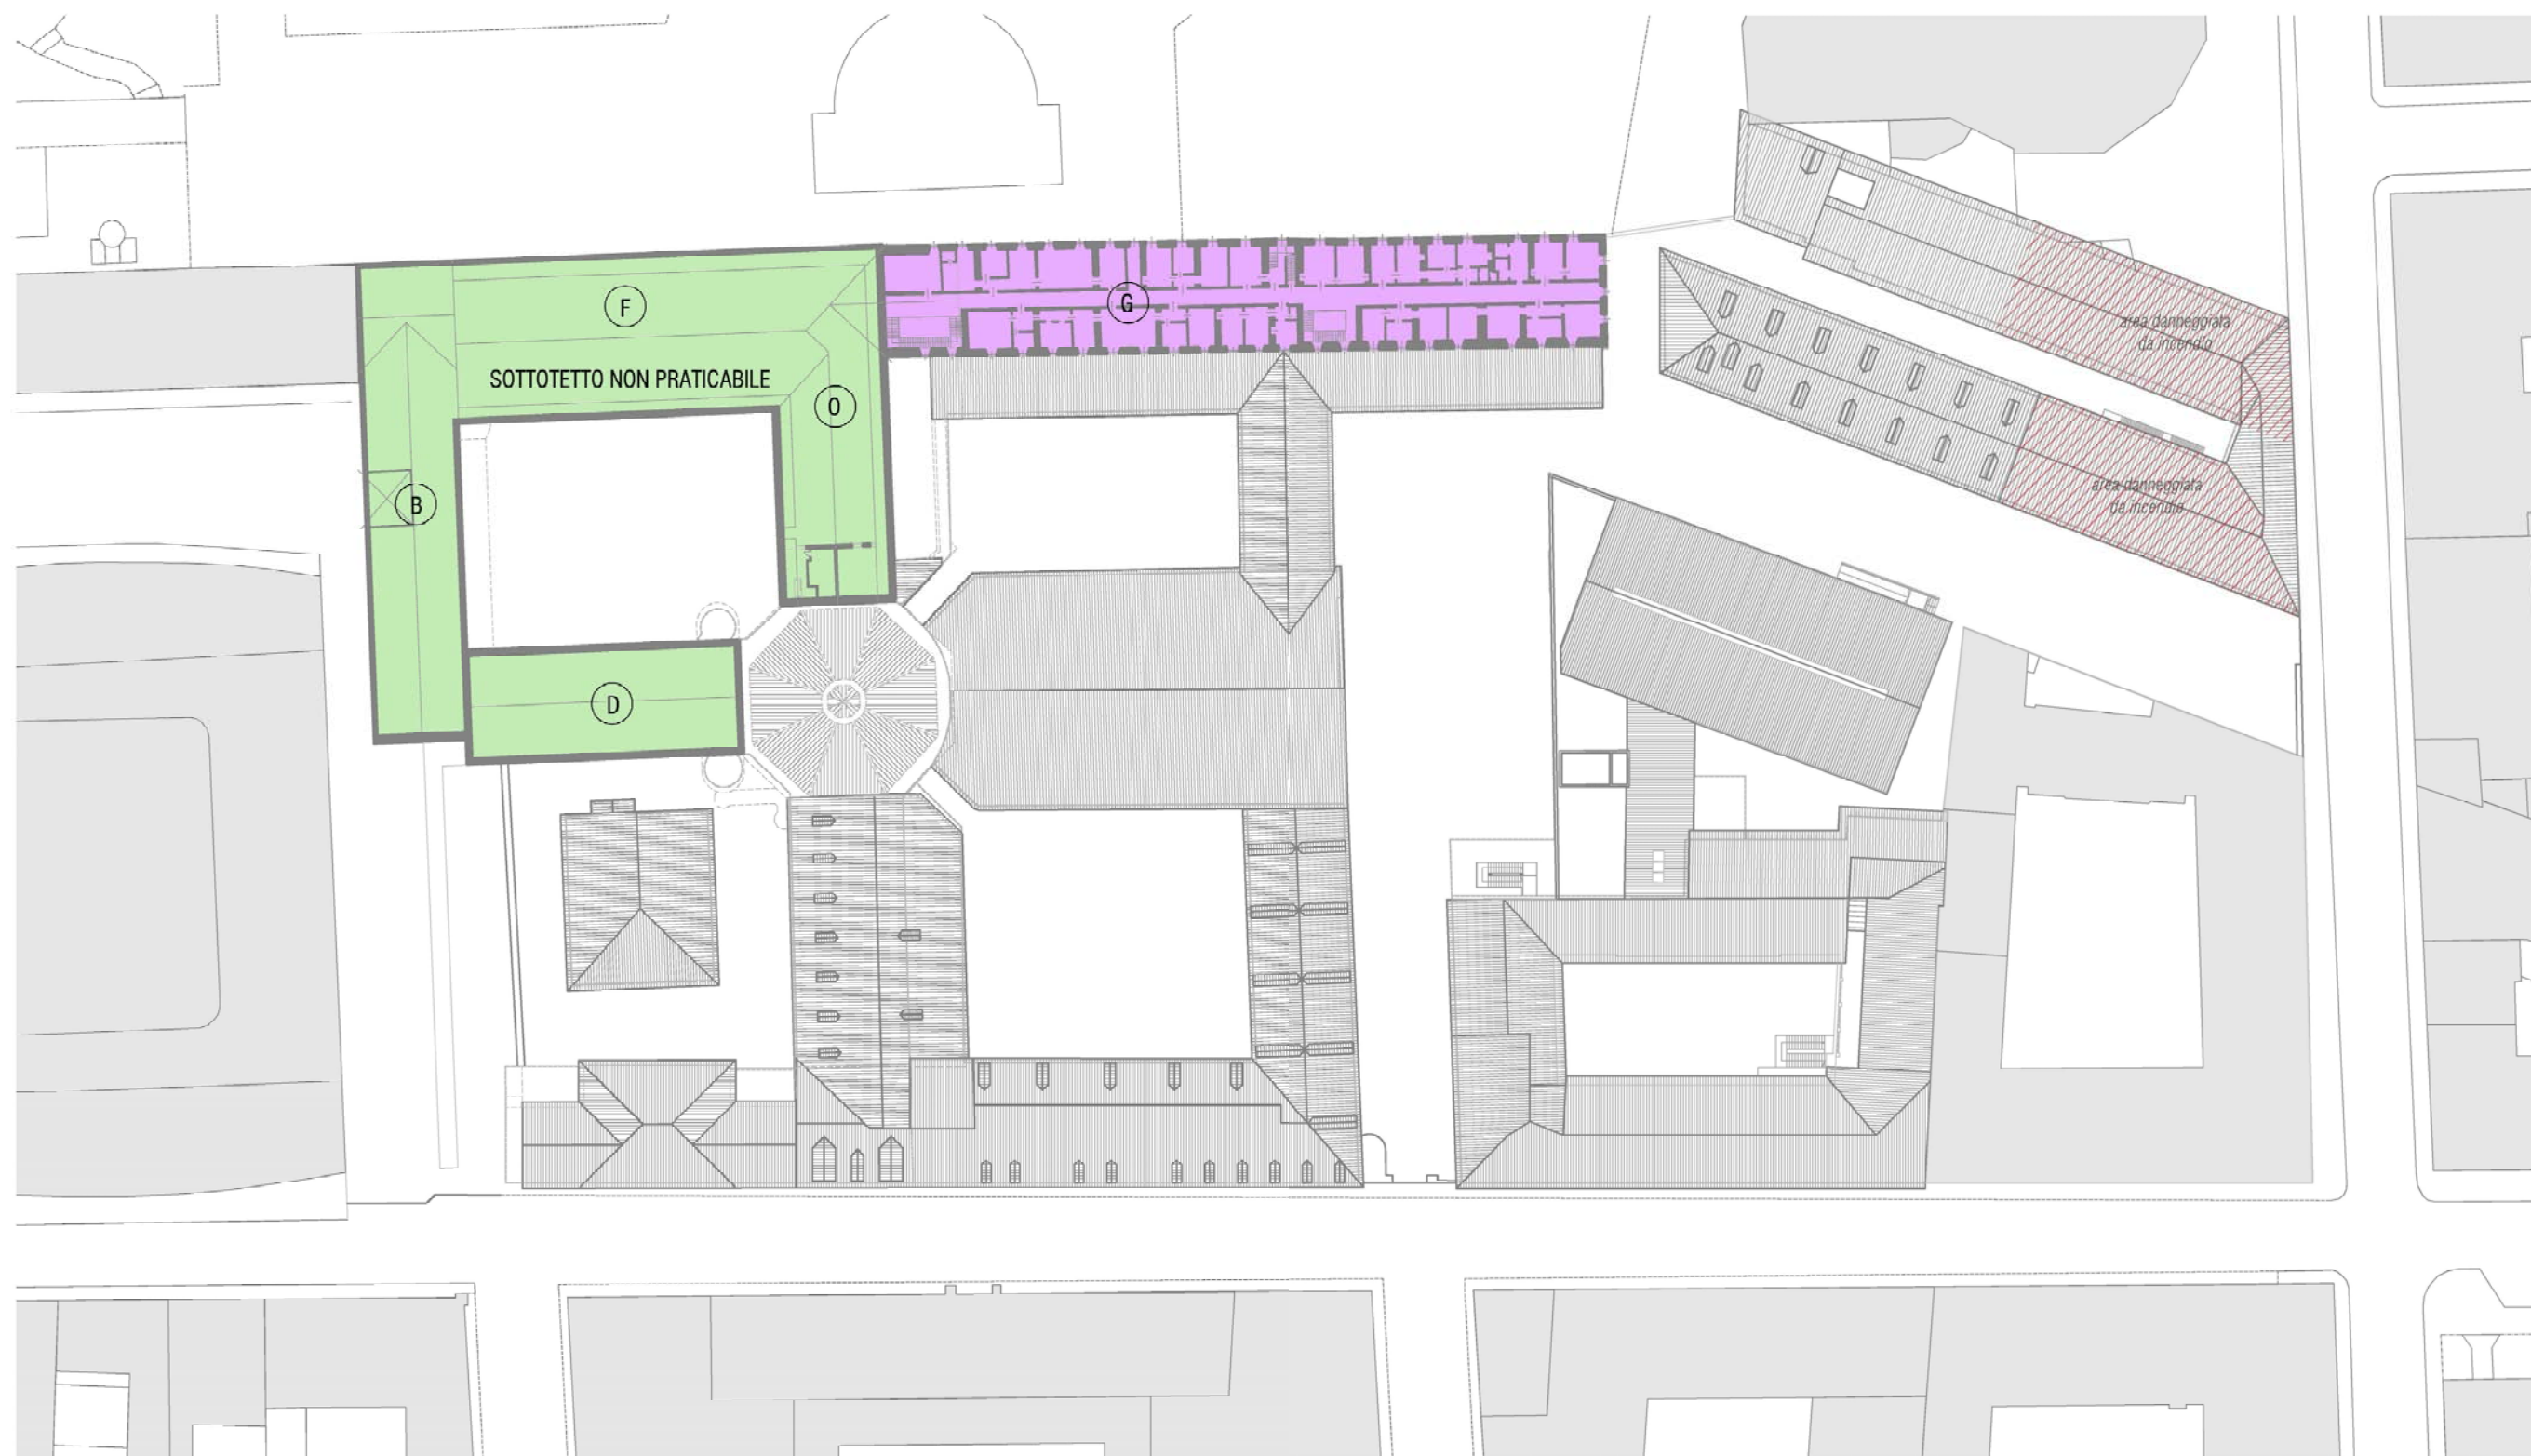 F
G
area danneggiata
da incendio
SOTTOTETTO NON PRATICABILE
O
B
area danneggiata
da incendio
D